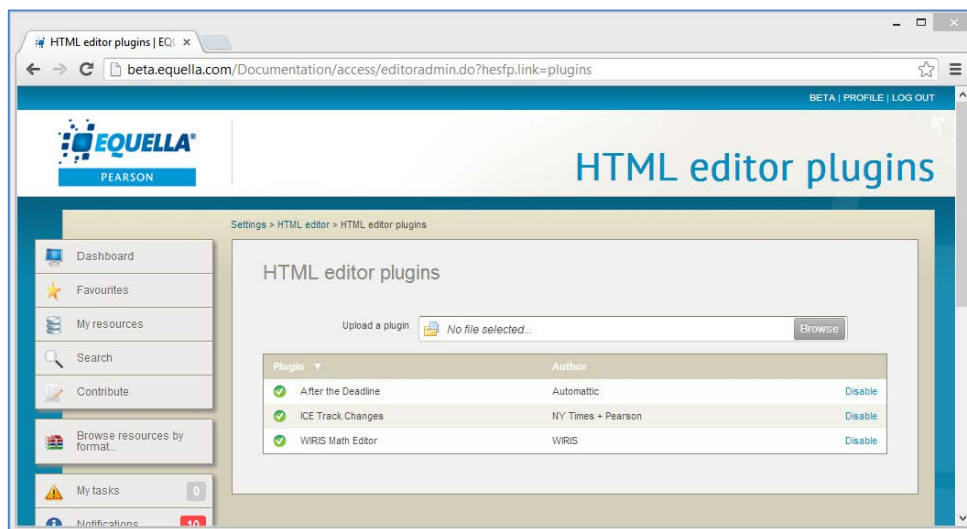 HTML editor plugins | EQU
beta.equella.com/Documentation/access/editoradmin.do?hesfp.link=plugins
BETA | PROFILE | LOG OUT
EQUELLA®
PEARSON
HTML editor plugins
Settings > HTML editor > HTML editor plugins
Dashboard
Favourites
My resources
Search
Contribute
Browse resources by
format...
My tasks 0
Notifications 10
HTML editor plugins
Upload a plugin No file selected... Browse
Plugin ▼ Author
After the Deadline Automattic Disable
ICE Track Changes NY Times + Pearson Disable
WIRIS Math Editor WIRIS Disable